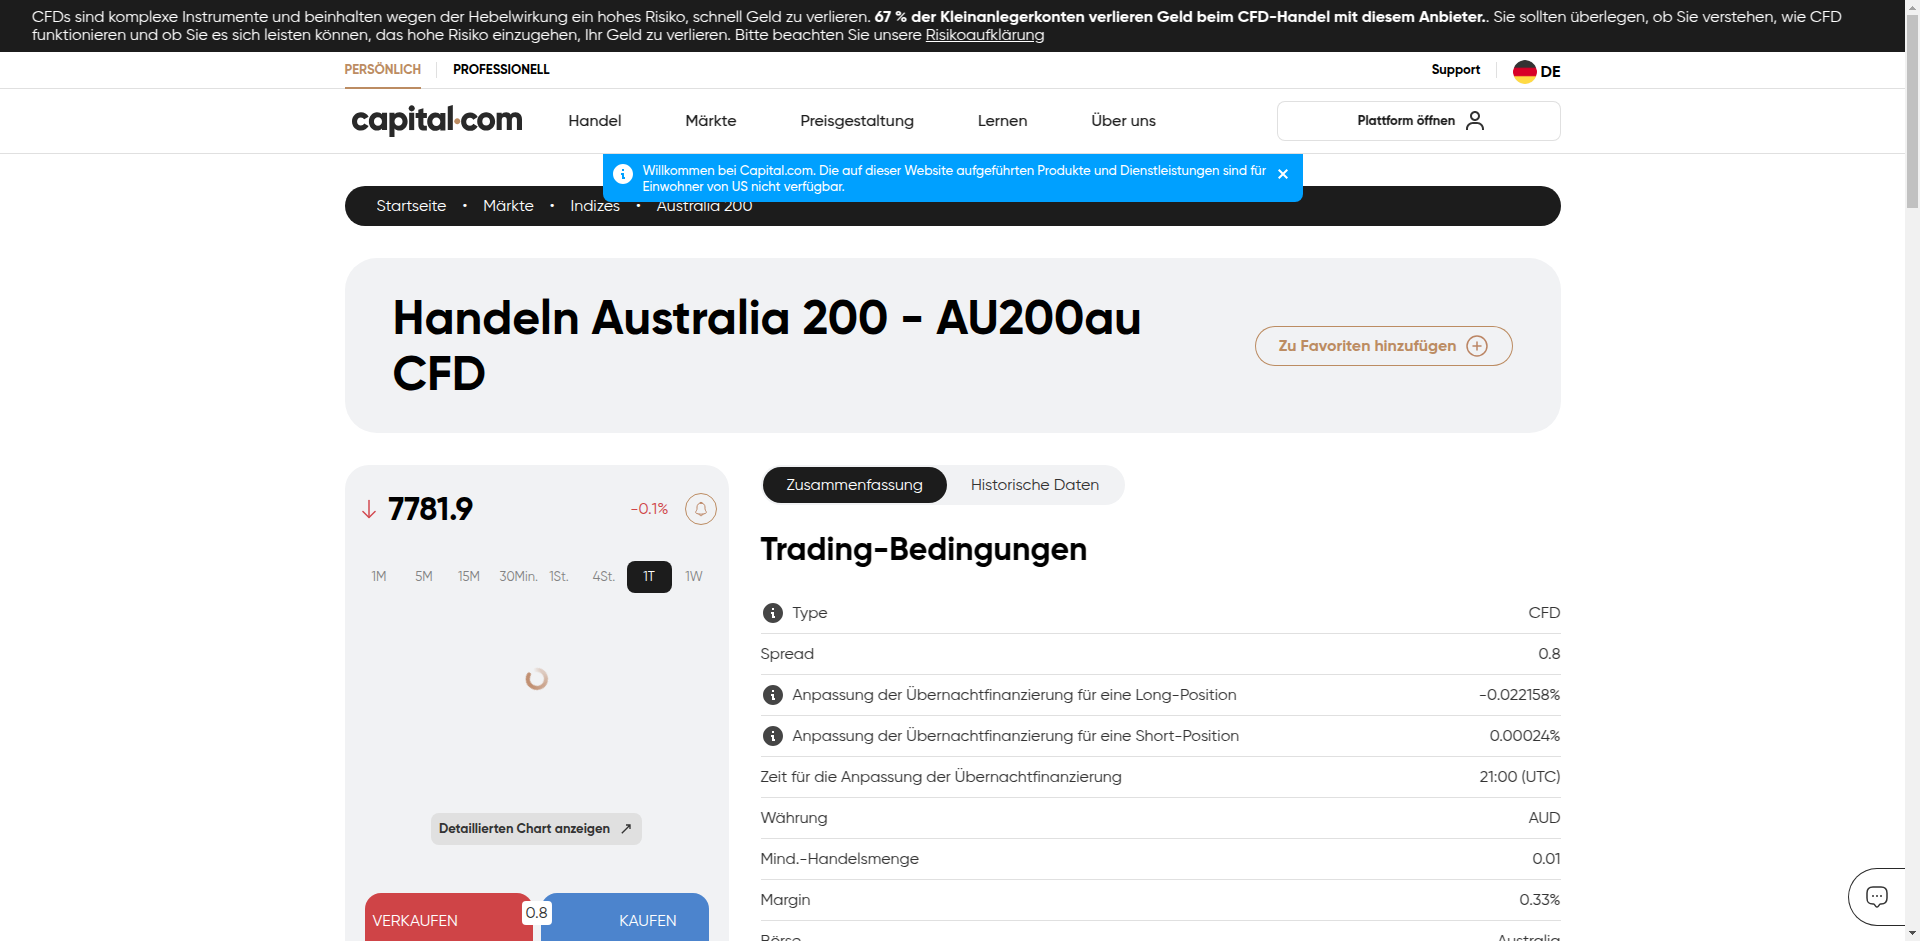 CFDs sind komplexe Instrumente und beinhalten wegen der Hebelwirkung ein hohes Risiko, schnell Geld zu verlieren. 67 % der Kleinanlegerkonten verlieren Geld beim CFD-Handel mit diesem Anbieter.. Sie sollten überlegen, ob Sie verstehen, wie CFD
funktionieren und ob Sie es sich leisten können, das hohe Risiko einzugehen, Ihr Geld zu verlieren. Bitte beachten Sie unsere Risikoaufklärung
PERSÖNLICH PROFESSIONELL Support DE
capital.com Handel Märkte Preisgestaltung Lernen Über uns Plattform öffnen
Willkommen bei Capital.com. Die auf dieser Website aufgeführten Produkte und Dienstleistungen sind für
Einwohner von US nicht verfügbar.
Startseite • Märkte • Indizes • Australia 200
Handeln Australia 200 - AU200au
CFD
Zu Favoriten hinzufügen
7781.9 -0.1%
1M 5M 15M 30Min. 1St. 4St. 1T 1W
Detaillierten Chart anzeigen
VERKAUFEN 0.8 KAUFEN
Zusammenfassung Historische Daten
Trading-Bedingungen
Type CFD
Spread 0.8
Anpassung der Übernachtfinanzierung für eine Long-Position -0.022158%
Anpassung der Übernachtfinanzierung für eine Short-Position 0.00024%
Zeit für die Anpassung der Übernachtfinanzierung 21:00 (UTC)
Währung AUD
Mind.-Handelsmenge 0.01
Margin 0.33%
Börse Australia